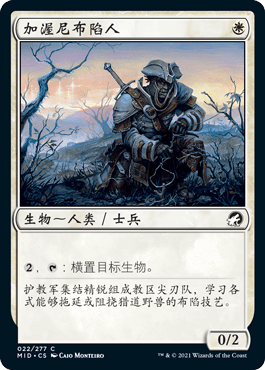 加渥尼布陷人
生物～人类／士兵
2，：横置目标生物。
护教军集结精锐组成教区尖刃队，学习各
式能够拖延或阻挠猎道野兽的布陷技艺。
0/2
022/277 C
MID • CS CAIO MONTEIRO
™ & © 2021 Wizards of the Coast